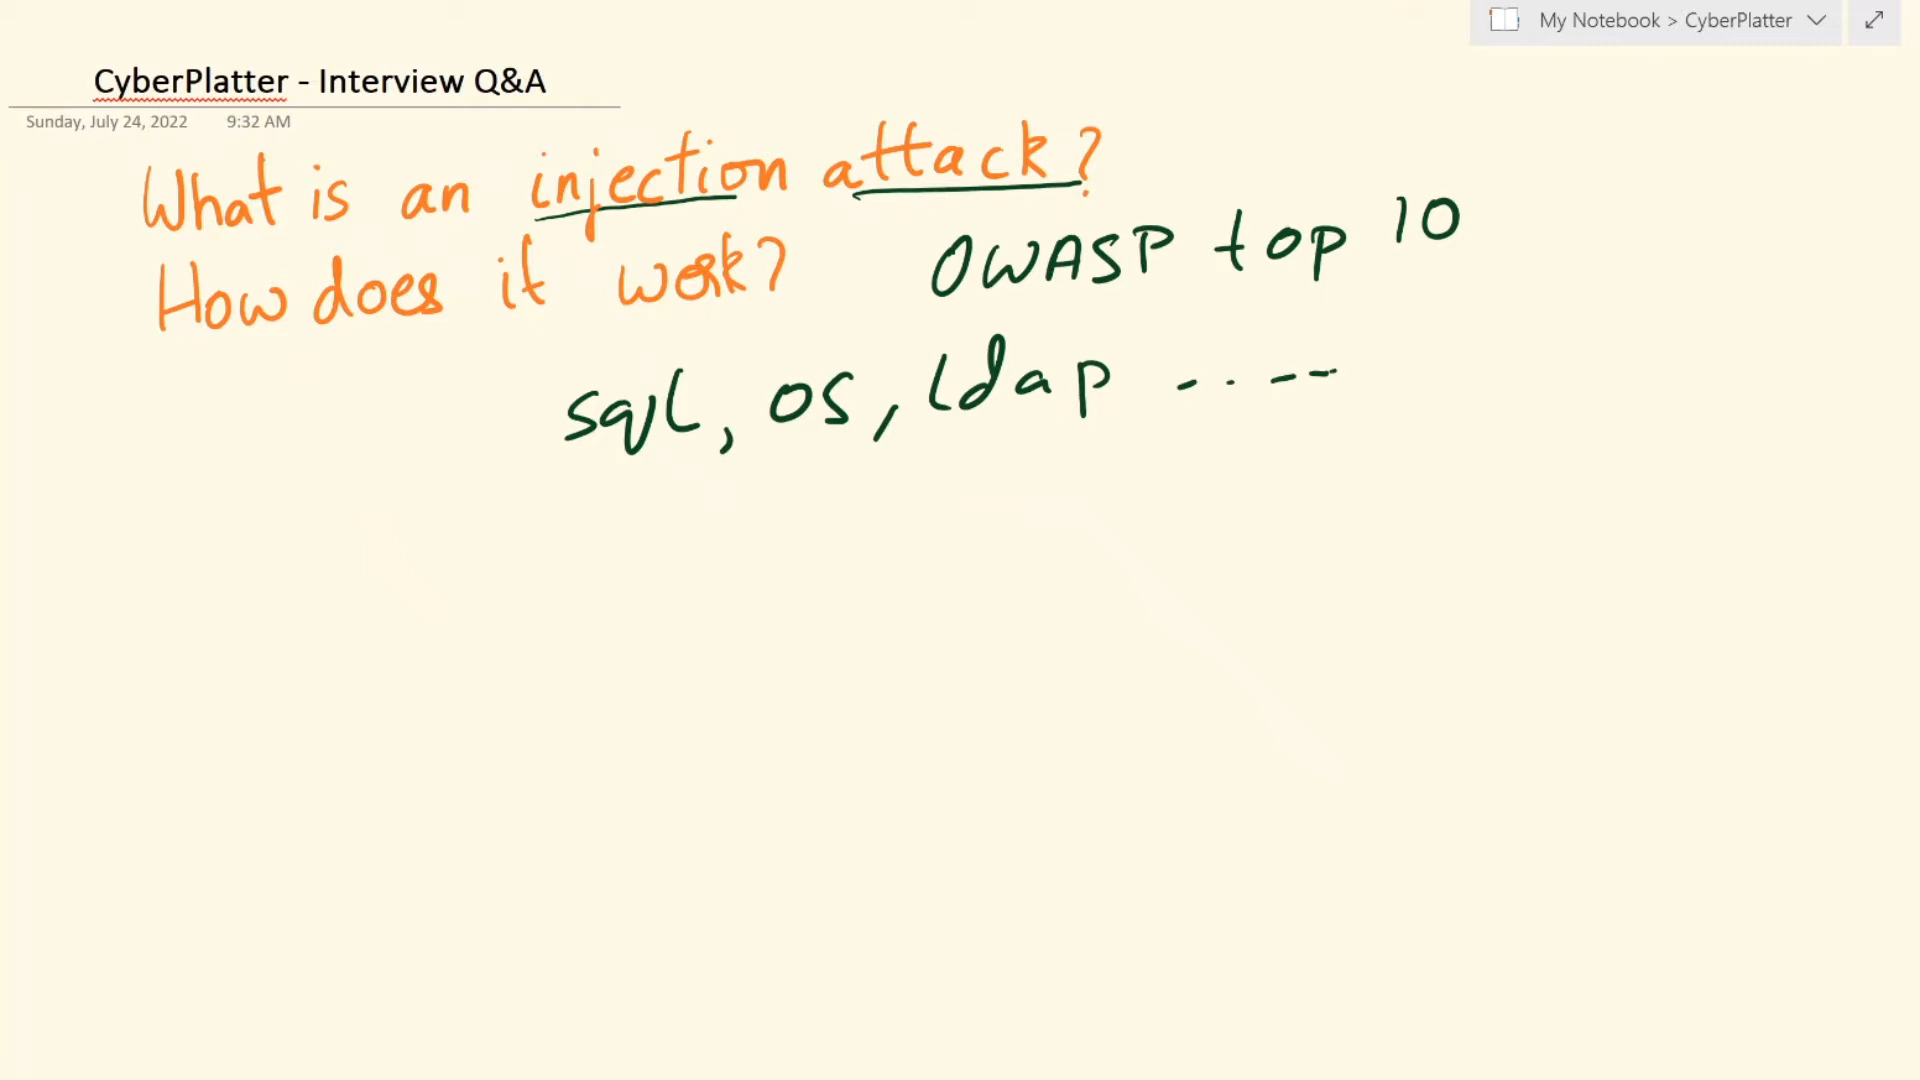 My Notebook > CyberPlatter
CyberPlatter - Interview Q&A
Sunday, July 24, 2022 9:32 AM
What is an injection attack?
How does it work?
OWASP top 10
sql, os, ldap .....